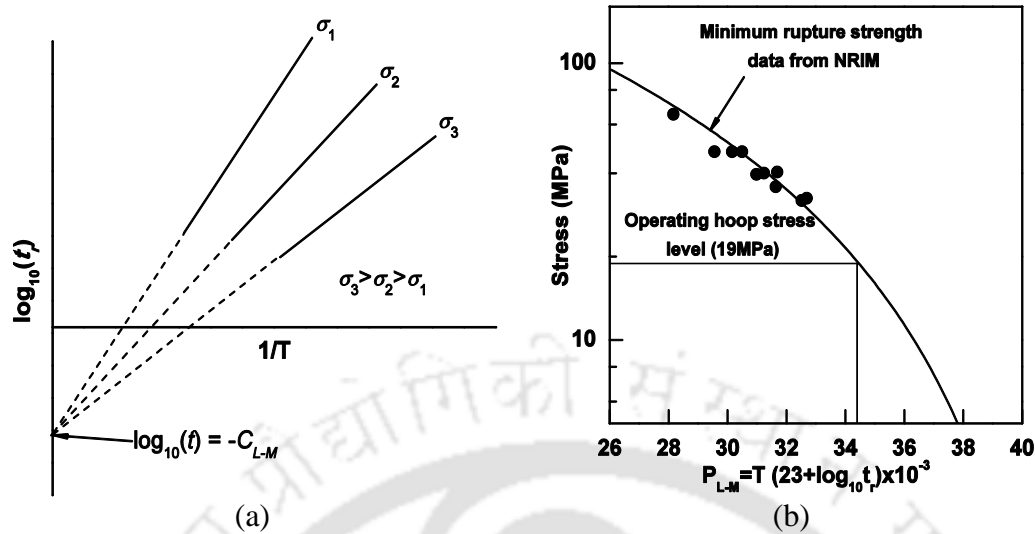 σ1
σ2
σ3
log10(tr)
σ3>σ2>σ1
1/T
log10(t) = -CL-M
(a)
Minimum rupture strength
data from NRIM
100
Stress (MPa)
Operating hoop stress
level (19MPa)
10
26 28 30 32 34 36 38 40
PL-M=T (23+log10tr)x10-3
(b)
प्रौद्योगिकी संस्थान